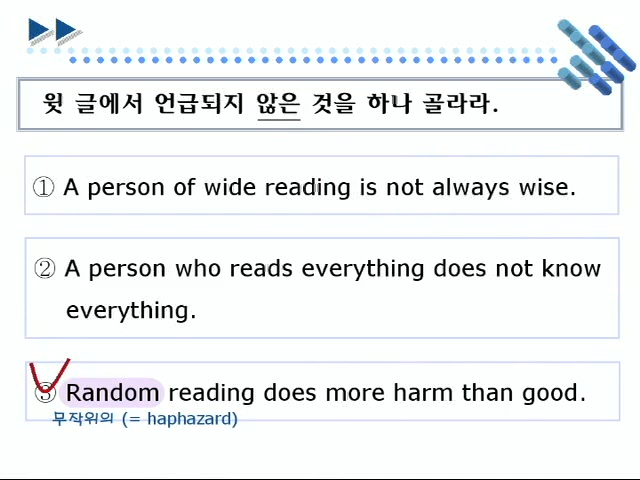 윗 글에서 언급되지 않은 것을 하나 골라라.
① A person of wide reading is not always wise.
② A person who reads everything does not know
everything.
③ Random reading does more harm than good.
무작위의 (= haphazard)